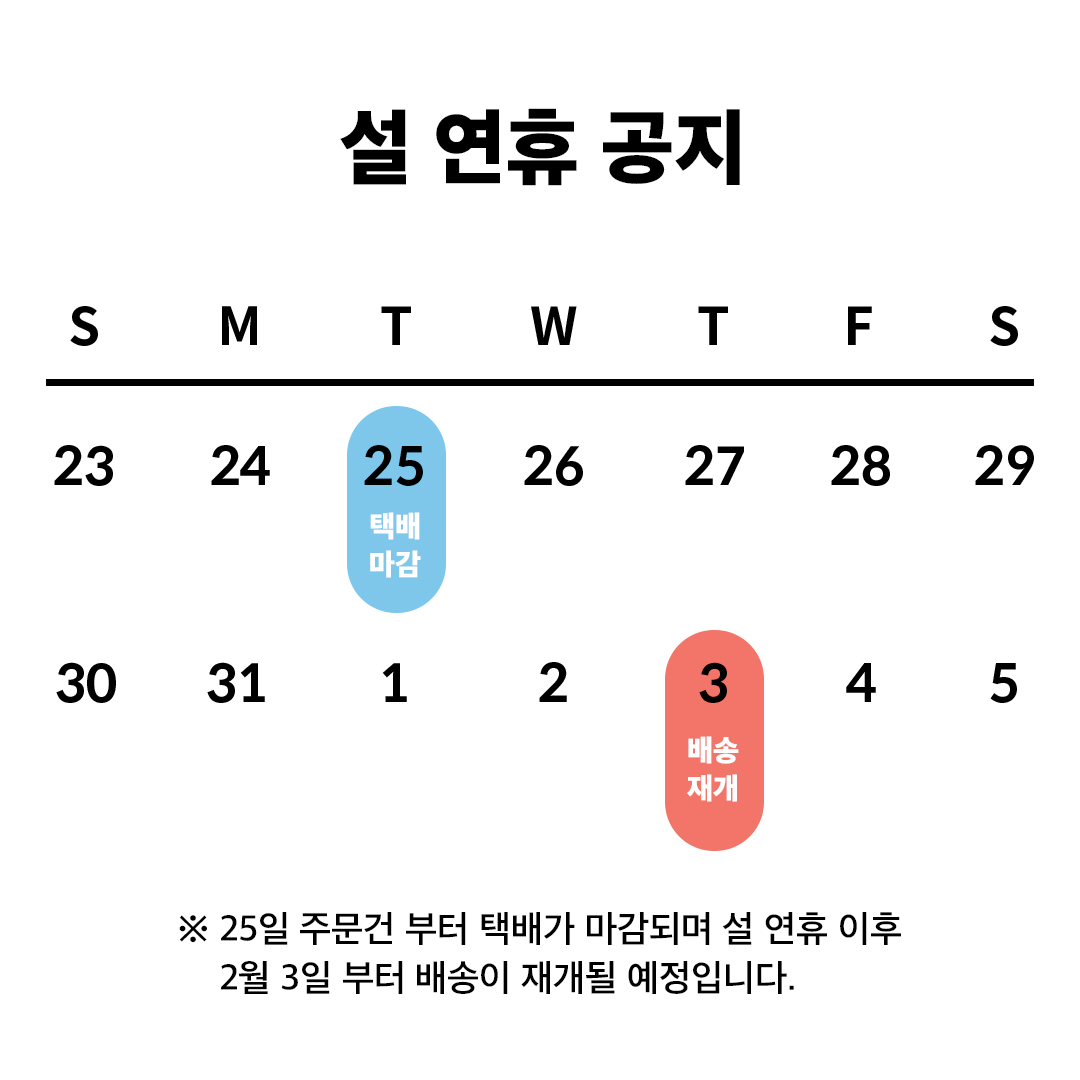 설 연휴 공지
S M T W T F S
23 24 25 26 27 28 29
택배
마감
30 31 1 2 3 4 5
배송
재개
※ 25일 주문건 부터 택배가 마감되며 설 연휴 이후
2월 3일 부터 배송이 재개될 예정입니다.